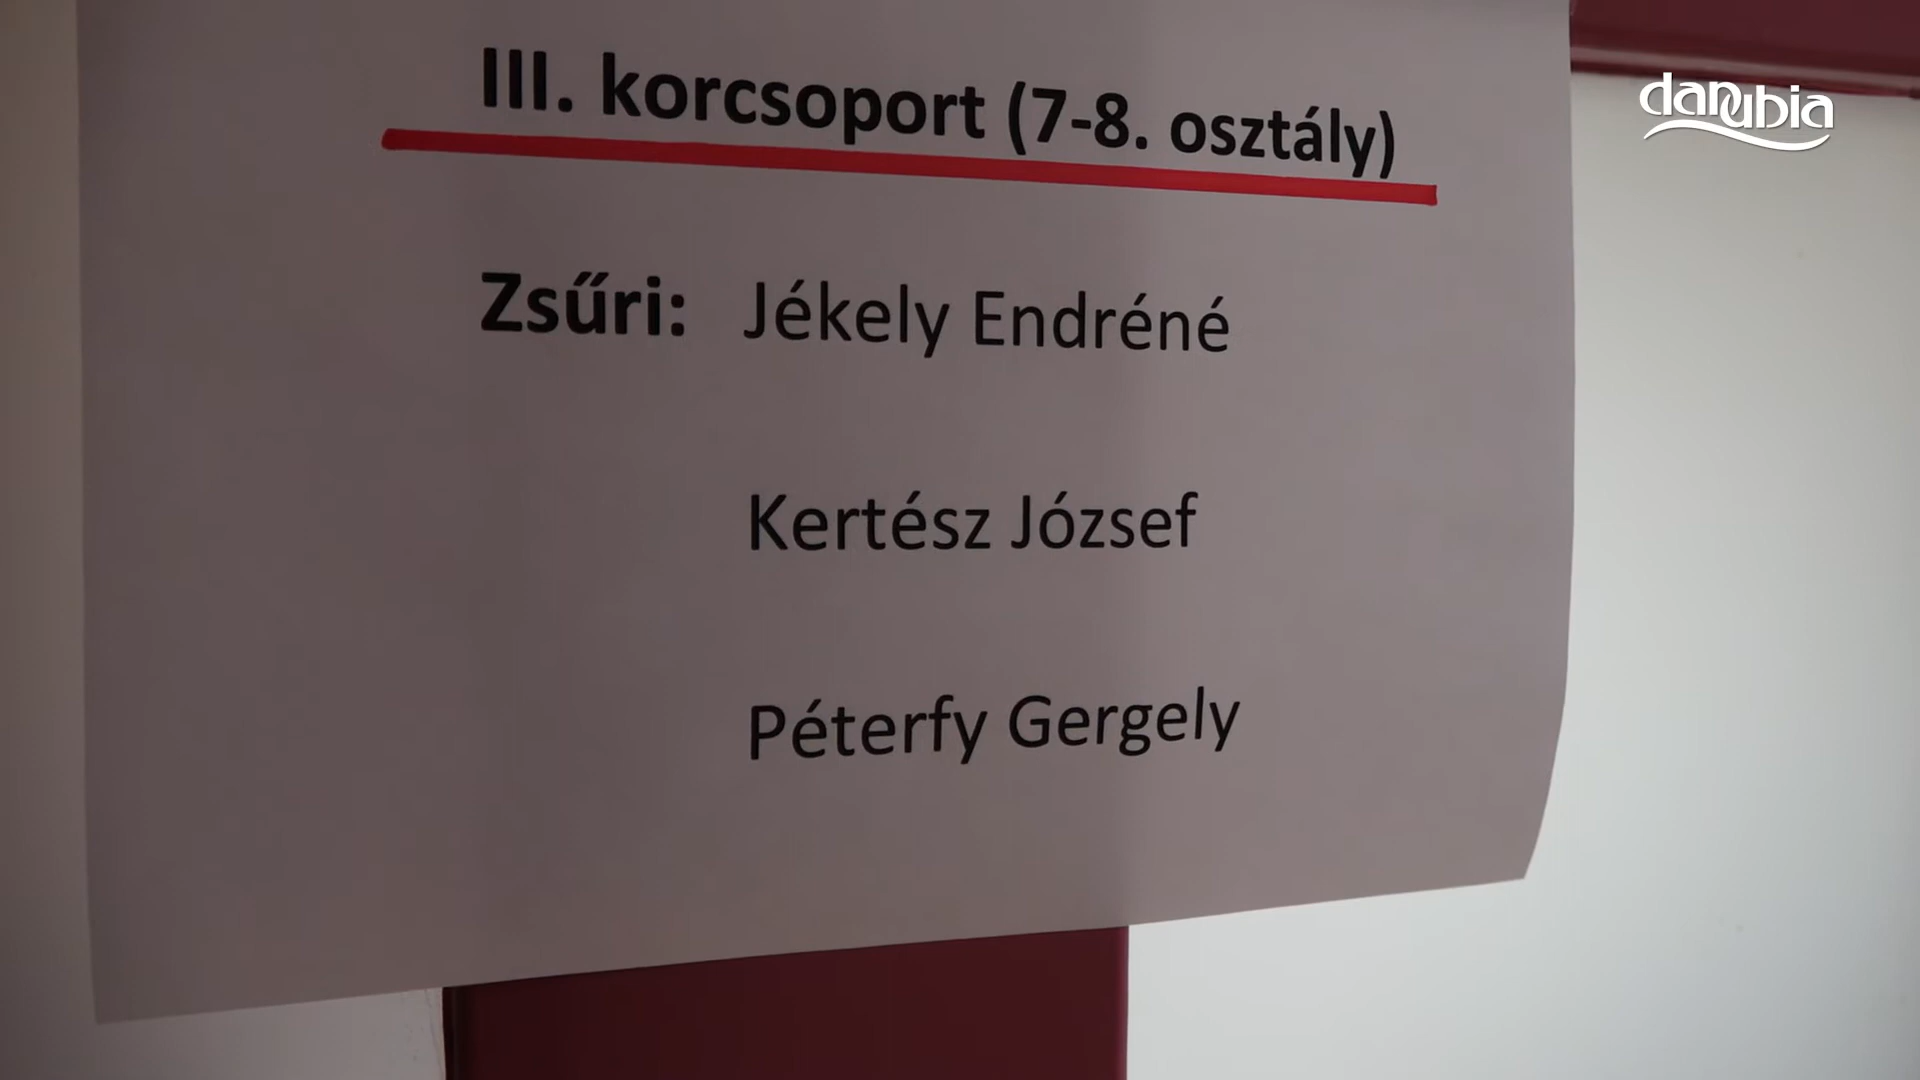 danubia
III. korcsoport (7-8. osztály)
Zsűri: Jékely Endréné
Kertész József
Péterfy Gergely